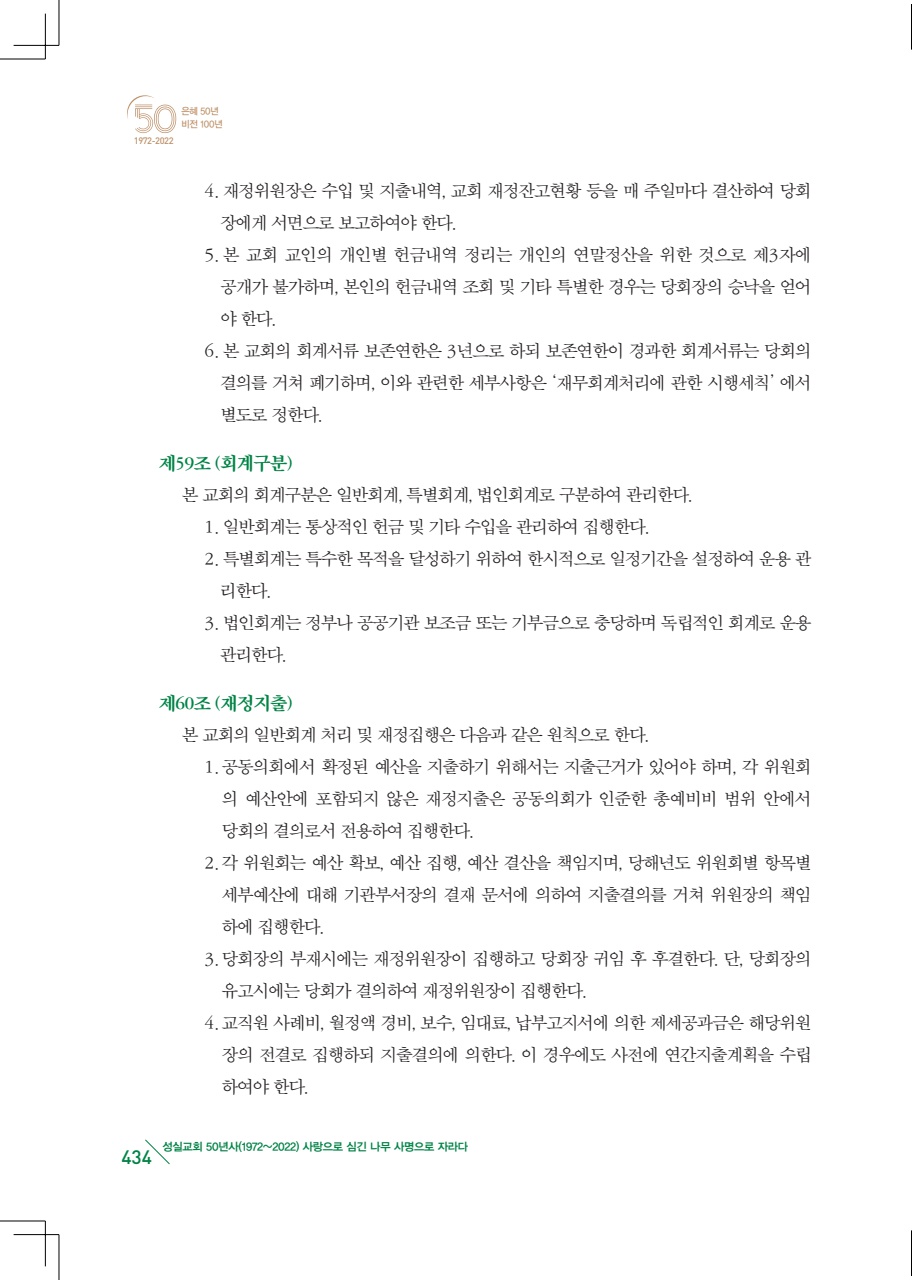 50
은혜 50년
비전 100년
1972-2022
4. 재정위원장은 수입 및 지출내역, 교회 재정잔고현황 등을 매 주일마다 결산하여 당회
장에게 서면으로 보고하여야 한다.
5. 본 교회 교인의 개인별 헌금내역 정리는 개인의 연말정산을 위한 것으로 제3자에
공개가 불가하며, 본인의 헌금내역 조회 및 기타 특별한 경우는 당회장의 승낙을 얻어
야 한다.
6. 본 교회의 회계서류 보존연한은 3년으로 하되 보존연한이 경과한 회계서류는 당회의
결의를 거쳐 폐기하며, 이와 관련한 세부사항은 ‘재무회계처리에 관한 시행세칙’ 에서
별도로 정한다.
제59조 (회계구분)
본 교회의 회계구분은 일반회계, 특별회계, 법인회계로 구분하여 관리한다.
1. 일반회계는 통상적인 헌금 및 기타 수입을 관리하여 집행한다.
2. 특별회계는 특수한 목적을 달성하기 위하여 한시적으로 일정기간을 설정하여 운용 관
리한다.
3. 법인회계는 정부나 공공기관 보조금 또는 기부금으로 충당하며 독립적인 회계로 운용
관리한다.
제60조 (재정지출)
본 교회의 일반회계 처리 및 재정집행은 다음과 같은 원칙으로 한다.
1. 공동의회에서 확정된 예산을 지출하기 위해서는 지출근거가 있어야 하며, 각 위원회
의 예산안에 포함되지 않은 재정지출은 공동의회가 인준한 총예비비 범위 안에서
당회의 결의로서 전용하여 집행한다.
2. 각 위원회는 예산 확보, 예산 집행, 예산 결산을 책임지며, 당해년도 위원회별 항목별
세부예산에 대해 기관부서장의 결재 문서에 의하여 지출결의를 거쳐 위원장의 책임
하에 집행한다.
3. 당회장의 부재시에는 재정위원장이 집행하고 당회장 귀임 후 후결한다. 단, 당회장의
유고시에는 당회가 결의하여 재정위원장이 집행한다.
4. 교직원 사례비, 월정액 경비, 보수, 임대료, 납부고지서에 의한 제세공과금은 해당위원
장의 전결로 집행하되 지출결의에 의한다. 이 경우에도 사전에 연간지출계획을 수립
하여야 한다.
434 성실교회 50년사(1972~2022) 사랑으로 심긴 나무 사명으로 자라다